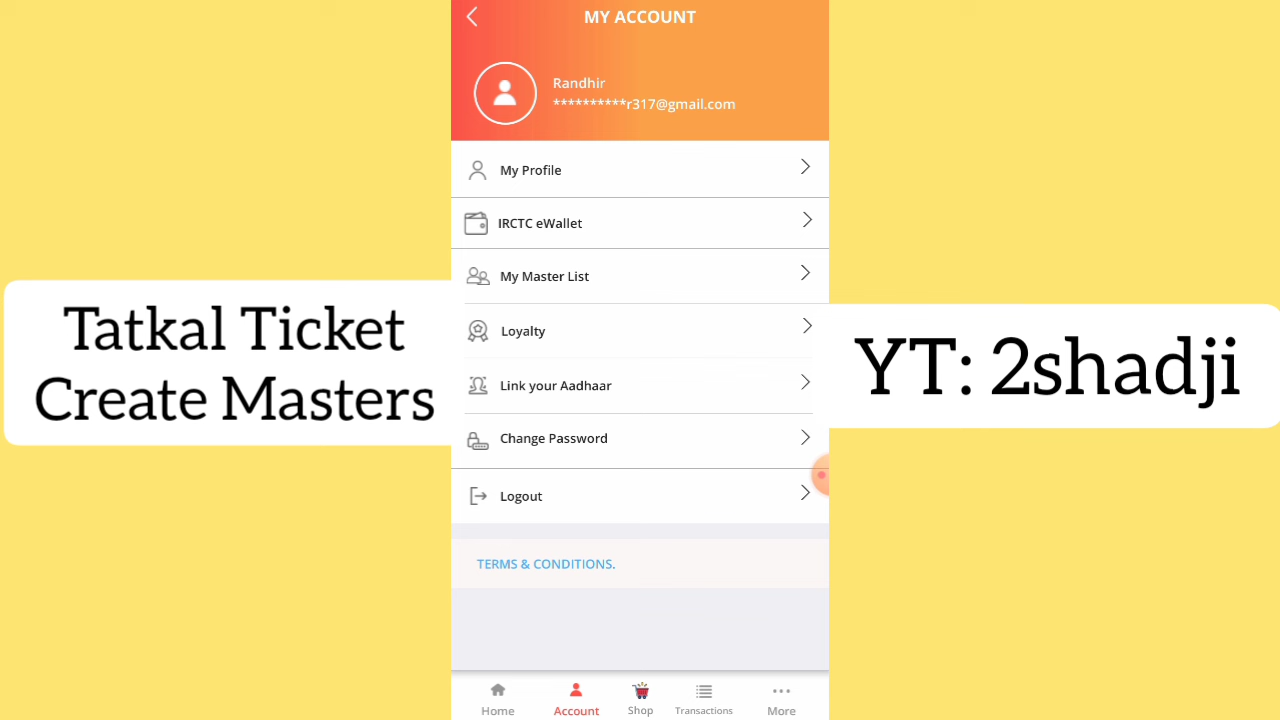 MY ACCOUNT
Randhir
**********r317@gmail.com
My Profile
IRCTC eWallet
My Master List
Loyalty
Link your Aadhaar
Change Password
Logout
TERMS & CONDITIONS.
Home
Account
Shop
Transactions
More
Tatkal Ticket
Create Masters
YT: 2shadji